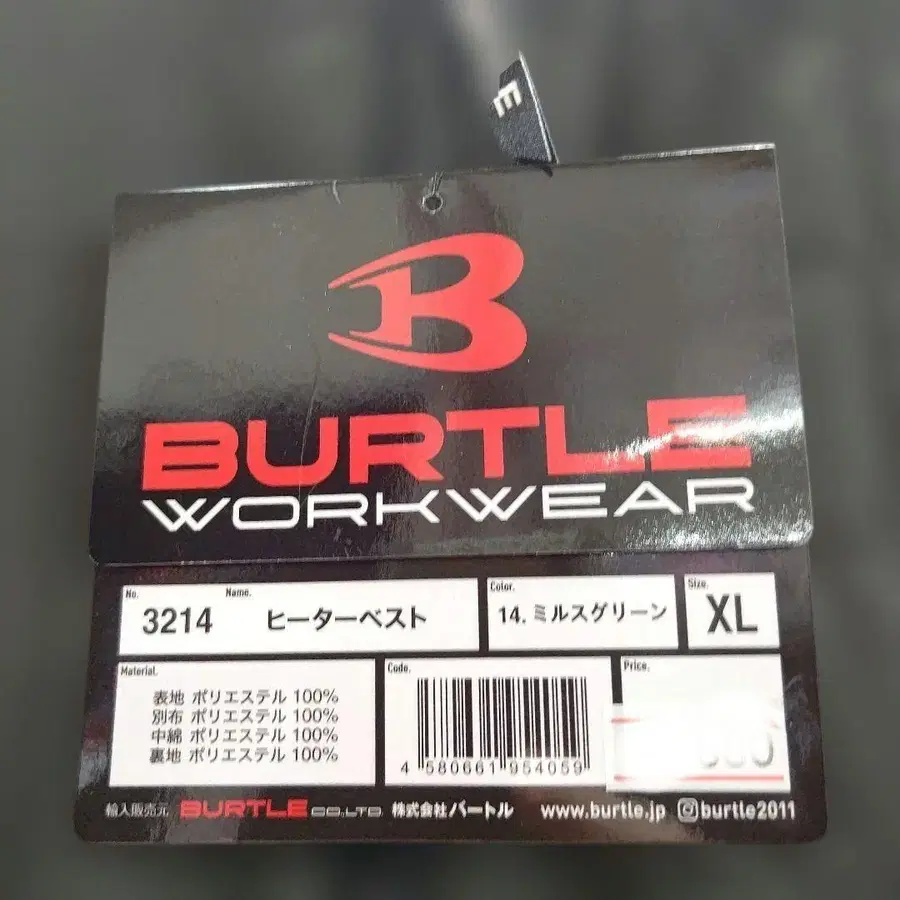 E
BURTLE
WORKWEAR
No. Name. Color. Size.
3214 ヒーターベスト 14. ミルスグリーン XL
Material. Code. Price.
表地 ポリエステル 100%
別布 ポリエステル 100%
中綿 ポリエステル 100%
裏地 ポリエステル 100%
4 580661 954059
輸入販売元 BURTLE CO.,LTD. 株式会社バートル www.burtle.jp burtle2011